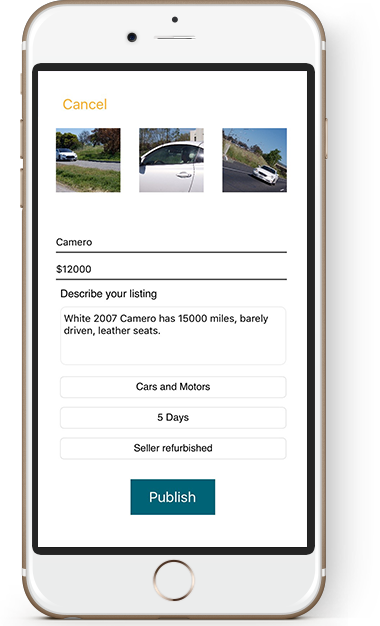 Cancel
Camero
$12000
Describe your listing
White 2007 Camero has 15000 miles, barely
driven, leather seats.
Cars and Motors
5 Days
Seller refurbished
Publish